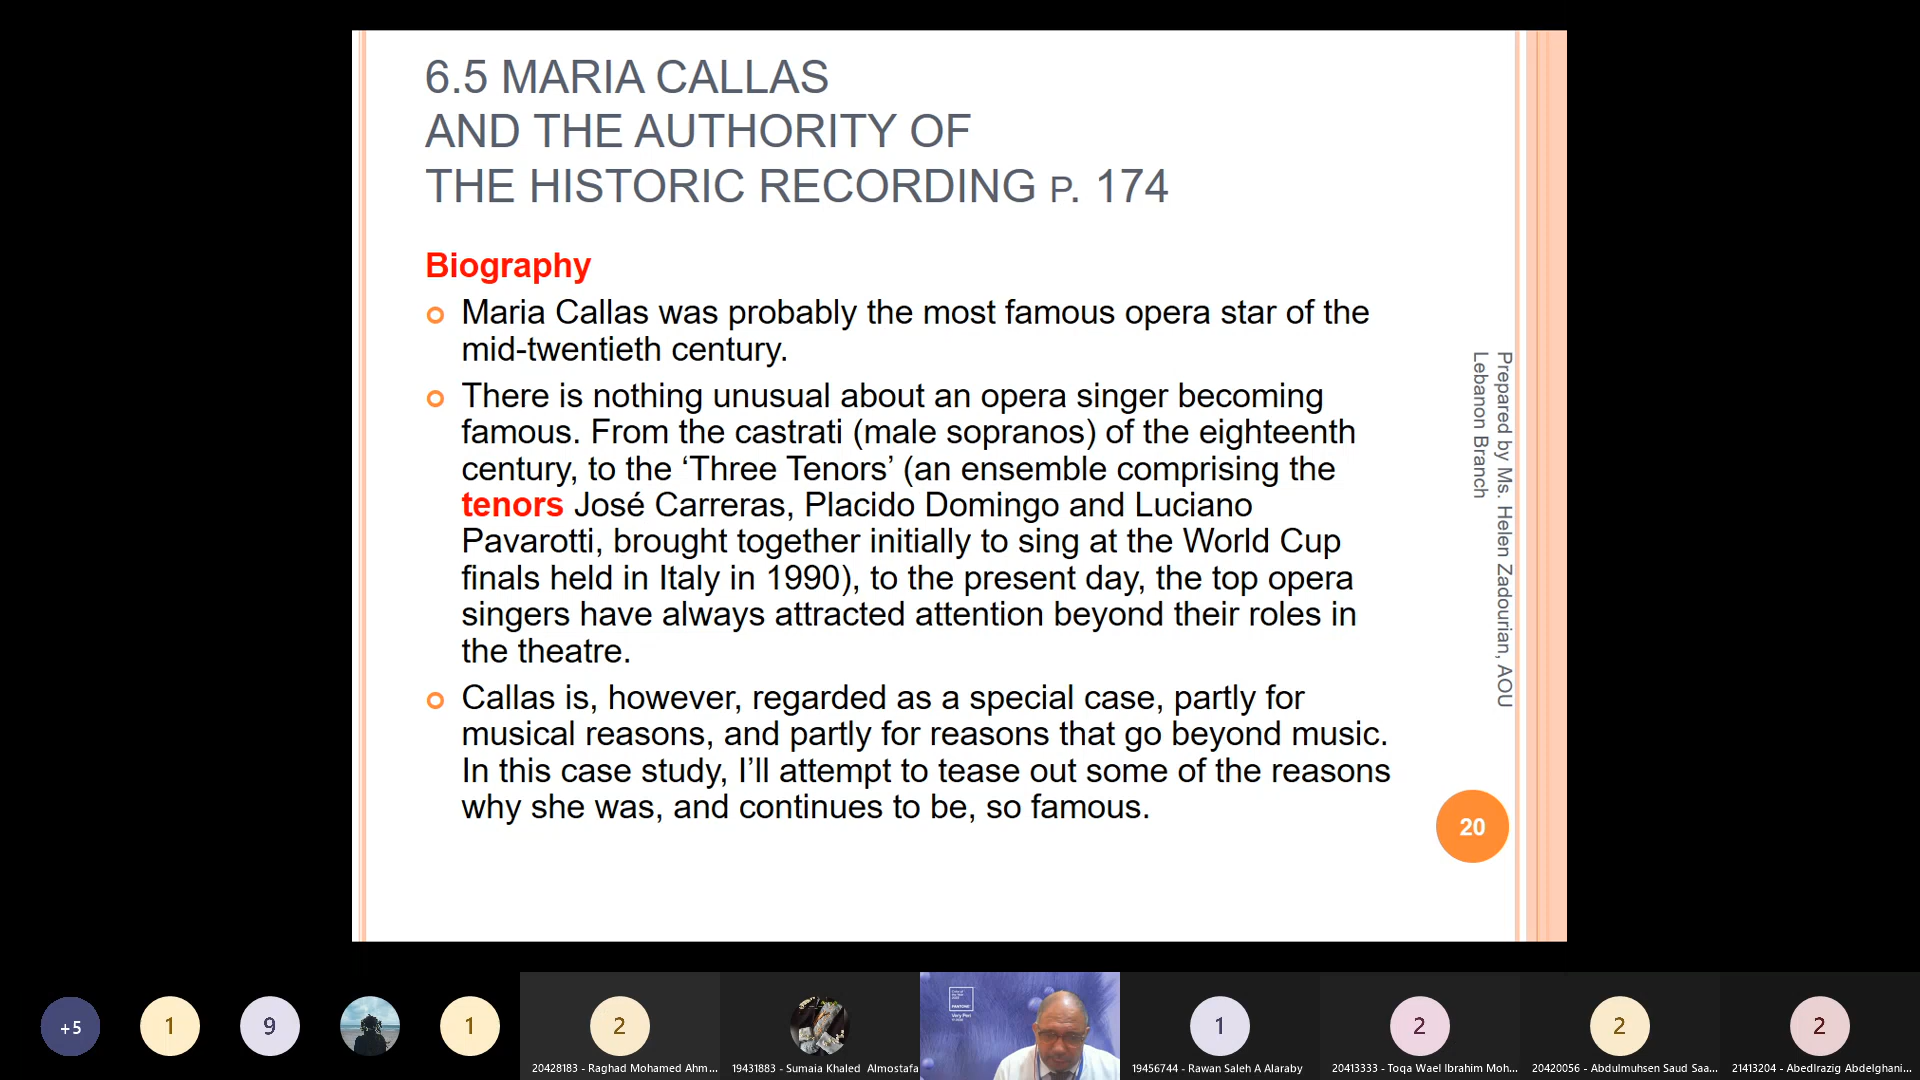 6.5 MARIA CALLAS
AND THE AUTHORITY OF
THE HISTORIC RECORDING P. 174
Biography
Maria Callas was probably the most famous opera star of the
mid-twentieth century.
There is nothing unusual about an opera singer becoming
famous. From the castrati (male sopranos) of the eighteenth
century, to the ‘Three Tenors’ (an ensemble comprising the
tenors José Carreras, Placido Domingo and Luciano
Pavarotti, brought together initially to sing at the World Cup
finals held in Italy in 1990), to the present day, the top opera
singers have always attracted attention beyond their roles in
the theatre.
Callas is, however, regarded as a special case, partly for
musical reasons, and partly for reasons that go beyond music.
In this case study, I’ll attempt to tease out some of the reasons
why she was, and continues to be, so famous.
Prepared by Ms. Helen Zadourian, AOU
Lebanon Branch
20
+5
1
9
1
2
1
2
2
2
PANTONE
Very Peri
20428183 - Raghad Mohamed Ahm...
19431883 - Sumaia Khaled Almostafa
19456744 - Rawan Saleh A Alaraby
20413333 - Toqa Wael Ibrahim Moh...
20420056 - Abdulmuhsen Saud Saa...
21413204 - AbedIrazig Abdelghani...